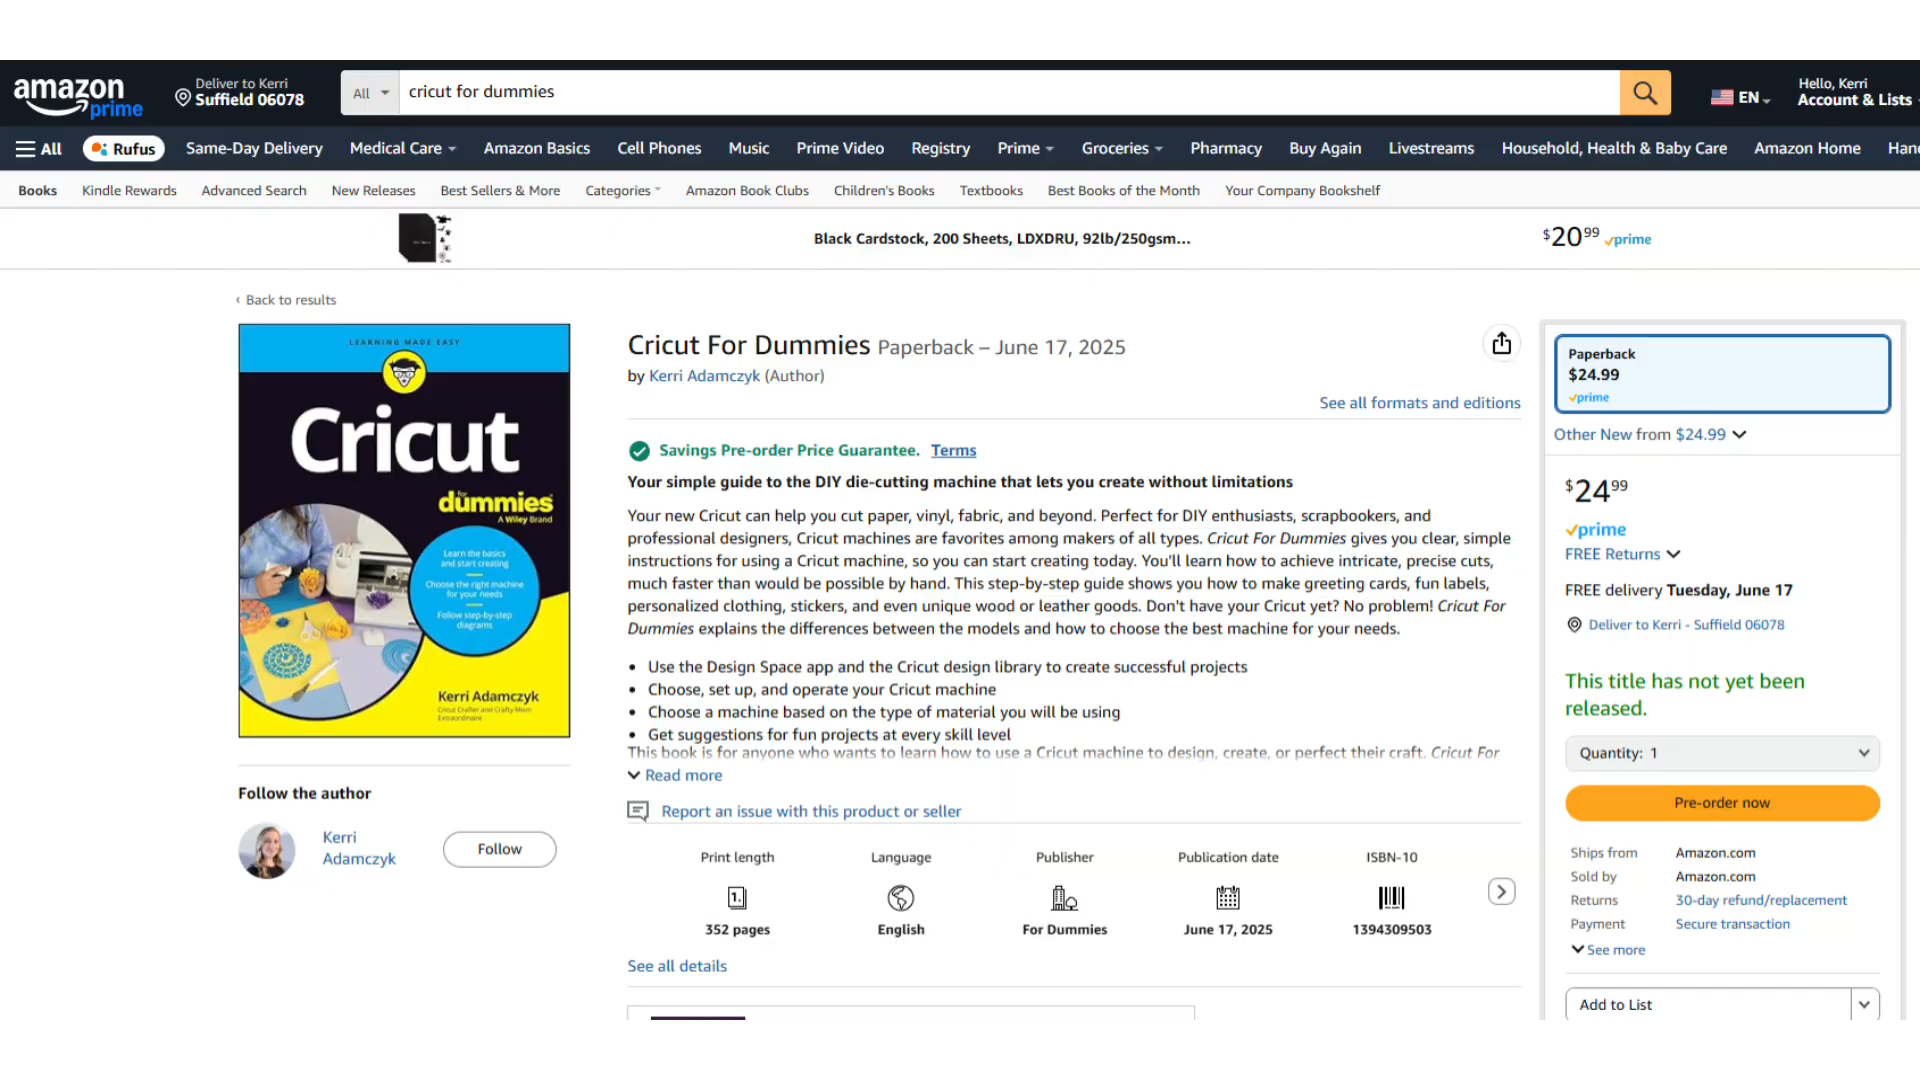 amazon
prime
Deliver to Kerri
Suffield 06078
All
cricut for dummies
EN
Hello, Kerri
Account & Lists
All
Rufus
Same-Day Delivery
Medical Care
Amazon Basics
Cell Phones
Music
Prime Video
Registry
Prime
Groceries
Pharmacy
Buy Again
Livestreams
Household, Health & Baby Care
Amazon Home
Books
Kindle Rewards
Advanced Search
New Releases
Best Sellers & More
Categories
Amazon Book Clubs
Children's Books
Textbooks
Best Books of the Month
Your Company Bookshelf
Black Cardstock, 200 Sheets, LDXDRU, 92lb/250gsm...
$20.99 prime
‹ Back to results
LEARNING MADE EASY
Cricut
for
dummies
A Wiley Brand
Learn the basics
and start creating
Choose the right machine
for your needs
Follow step-by-step
diagrams
Kerri Adamczyk
Cricut Crafter and Crafty Mom
Extraordinaire
Follow the author
Kerri
Adamczyk
Follow
Cricut For Dummies Paperback – June 17, 2025
by Kerri Adamczyk (Author)
See all formats and editions
Savings Pre-order Price Guarantee. Terms
Your simple guide to the DIY die-cutting machine that lets you create without limitations
Your new Cricut can help you cut paper, vinyl, fabric, and beyond. Perfect for DIY enthusiasts, scrapbookers, and
professional designers, Cricut machines are favorites among makers of all types. Cricut For Dummies gives you clear, simple
instructions for using a Cricut machine, so you can start creating today. You'll learn how to achieve intricate, precise cuts,
much faster than would be possible by hand. This step-by-step guide shows you how to make greeting cards, fun labels,
personalized clothing, stickers, and even unique wood or leather goods. Don't have your Cricut yet? No problem! Cricut For
Dummies explains the differences between the models and how to choose the best machine for your needs.
• Use the Design Space app and the Cricut design library to create successful projects
• Choose, set up, and operate your Cricut machine
• Choose a machine based on the type of material you will be using
• Get suggestions for fun projects at every skill level
This book is for anyone who wants to learn how to use a Cricut machine to design, create, or perfect their craft. Cricut For
Read more
Report an issue with this product or seller
Print length
1.
352 pages
Language
English
Publisher
For Dummies
Publication date
June 17, 2025
ISBN-10
1394309503
See all details
Paperback
$24.99
prime
Other New from $24.99
$24.99
prime
FREE Returns
FREE delivery Tuesday, June 17
Deliver to Kerri - Suffield 06078
This title has not yet been
released.
Quantity: 1
Pre-order now
Ships from Amazon.com
Sold by Amazon.com
Returns 30-day refund/replacement
Payment Secure transaction
See more
Add to List